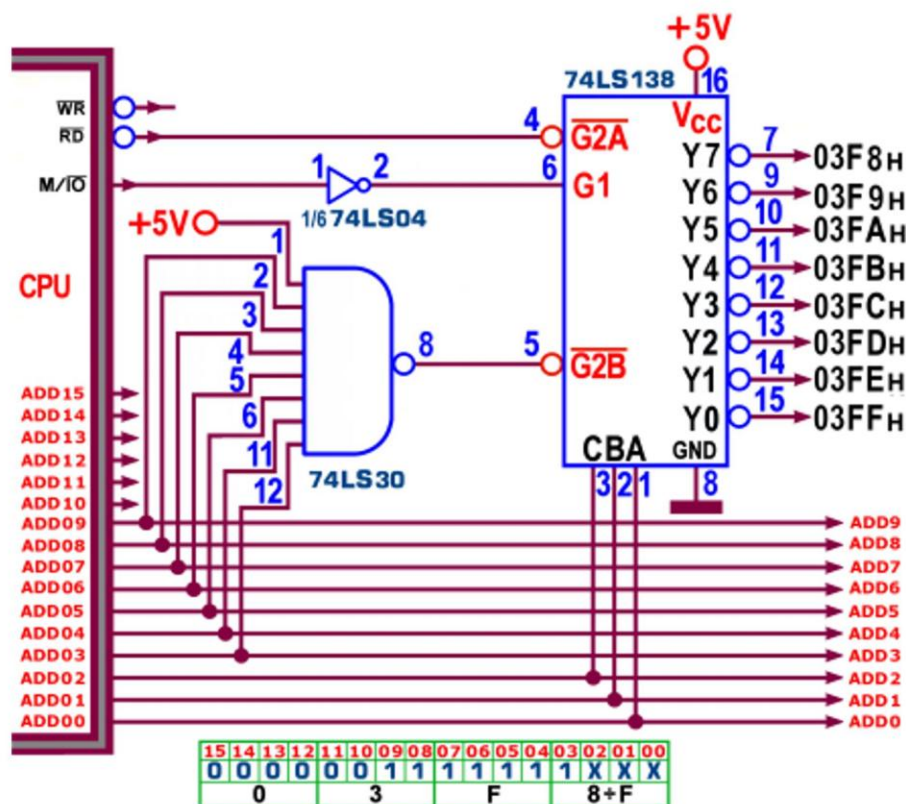 +5V
74LS138
16
VCC
WR
RD
4
G2A
Y7
7
03F8H
M/IO
1
2
1/6 74LS04
6
G1
Y6
9
03F9H
+5V
1
Y5
10
03FAH
CPU
2
Y4
11
03FBH
3
Y3
12
03FCH
4
8
5
G2B
Y2
13
03FDH
5
Y1
14
03FEH
6
Y0
15
03FFH
11
CBA
GND
12
74LS30
3 2 1
8
ADD15
ADD14
ADD13
ADD12
ADD11
ADD10
ADD09 ADD9
ADD08 ADD8
ADD07 ADD7
ADD06 ADD6
ADD05 ADD5
ADD04 ADD4
ADD03 ADD3
ADD02 ADD2
ADD01 ADD1
ADD00 ADD0
15 14 13 12 11 10 09 08 07 06 05 04 03 02 01 00
0 0 0 0 0 0 1 1 1 1 1 1 1 X X X
0 3 F 8÷F